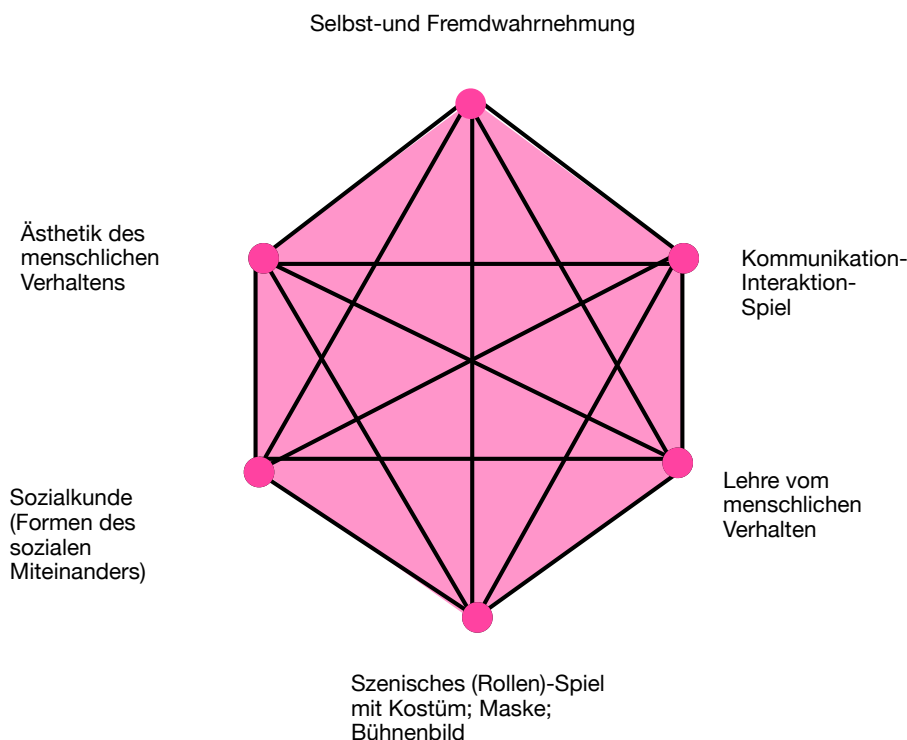 Selbst-und Fremdwahrnehmung
Ästhetik des
menschlichen
Verhaltens
Kommunikation-
Interaktion-
Spiel
Sozialkunde
(Formen des
sozialen
Miteinanders)
Lehre vom
menschlichen
Verhalten
Szenisches (Rollen)-Spiel
mit Kostüm; Maske;
Bühnenbild